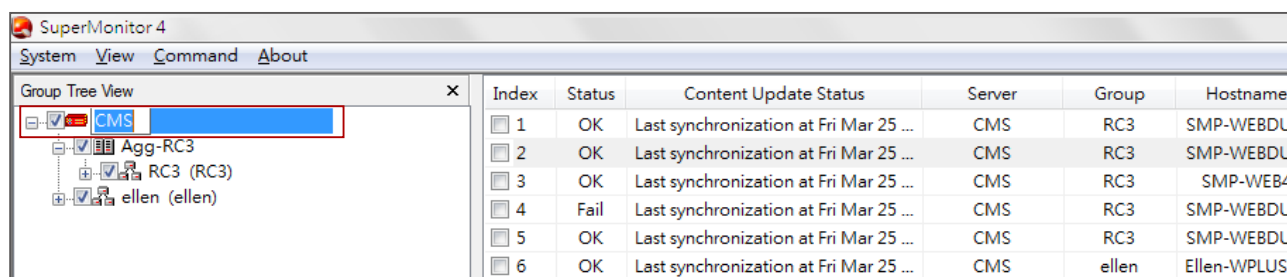 SuperMonitor 4
System View Command About
Group Tree View
CMS
Agg-RC3
RC3 (RC3)
ellen (ellen)
Index Status Content Update Status Server Group Hostname
1 OK Last synchronization at Fri Mar 25 ... CMS RC3 SMP-WEBDU
2 OK Last synchronization at Fri Mar 25 ... CMS RC3 SMP-WEBDU
3 OK Last synchronization at Fri Mar 25 ... CMS RC3 SMP-WEB4
4 Fail Last synchronization at Fri Mar 25 ... CMS RC3 SMP-WEBDU
5 OK Last synchronization at Fri Mar 25 ... CMS RC3 SMP-WEBDU
6 OK Last synchronization at Fri Mar 25 ... CMS ellen Ellen-WPLUS